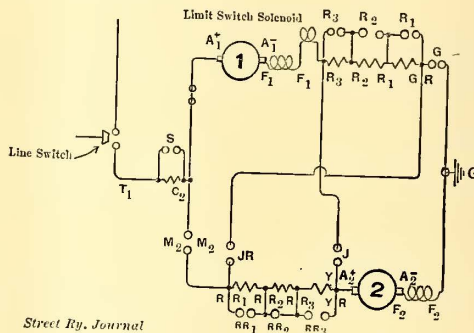 Limit Switch Solenoid
R3 R2 R1
A1+ 1 A1- F1 F1 R3 R2 R1 G R G
S
Line Switch
T1 C2
G
M2 M2 JR J
R R1 R2 R R3 Y Y R A2+ 2 A2- F2 F2
RR1 RR2 RR3
Street Ry. Journal